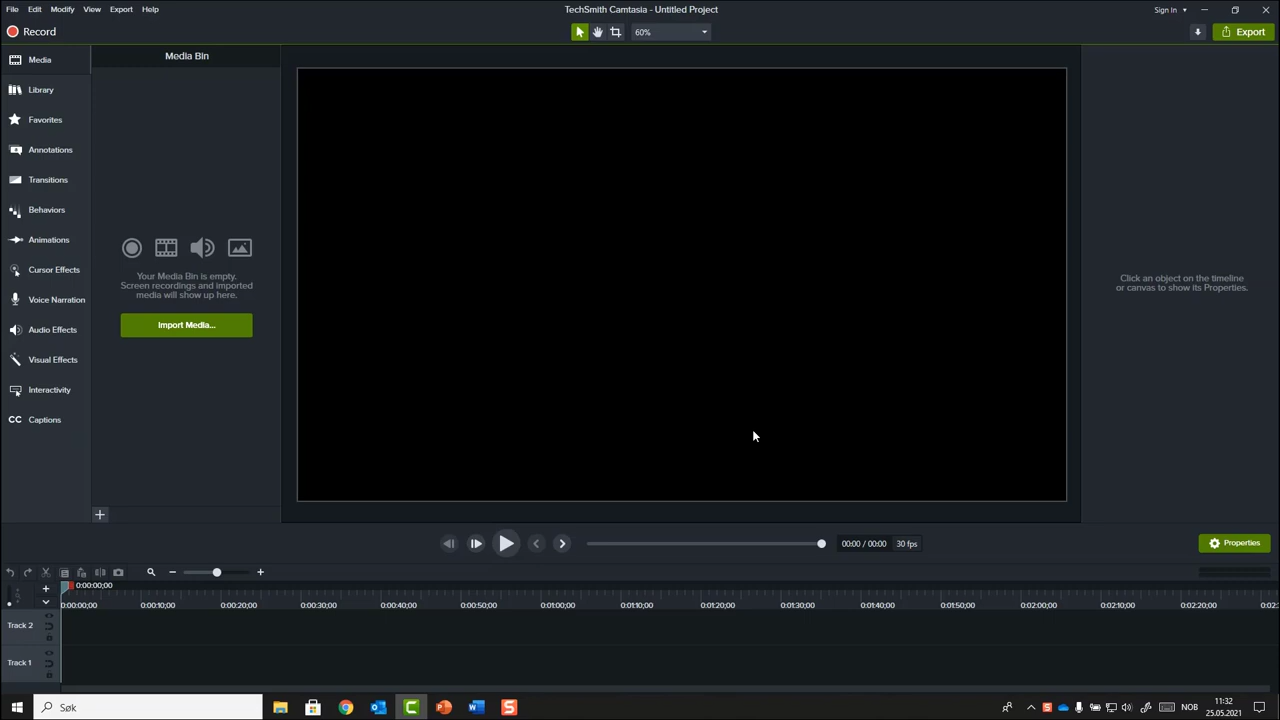 File Edit Modify View Export Help
TechSmith Camtasia - Untitled Project
Sign In
Record
60%
Export
Media
Media Bin
Library
Favorites
Annotations
Transitions
Behaviors
Animations
Cursor Effects
Voice Narration
Audio Effects
Visual Effects
Interactivity
CC Captions
Your Media Bin is empty.
Screen recordings and imported
media will show up here.
Import Media...
Click an object on the timeline
or canvas to show its Properties.
00:00 / 00:00 30 fps
Properties
0:00:00;00
0:00:00;00 0:00:10;00 0:00:20;00 0:00:30;00 0:00:40;00 0:00:50;00 0:01:00;00 0:01:10;00 0:01:20;00 0:01:30;00 0:01:40;00 0:01:50;00 0:02:00;00 0:02:10;00 0:02:20;00 0:02:
Track 2
Track 1
Søk
NOB
11:32
25.05.2021